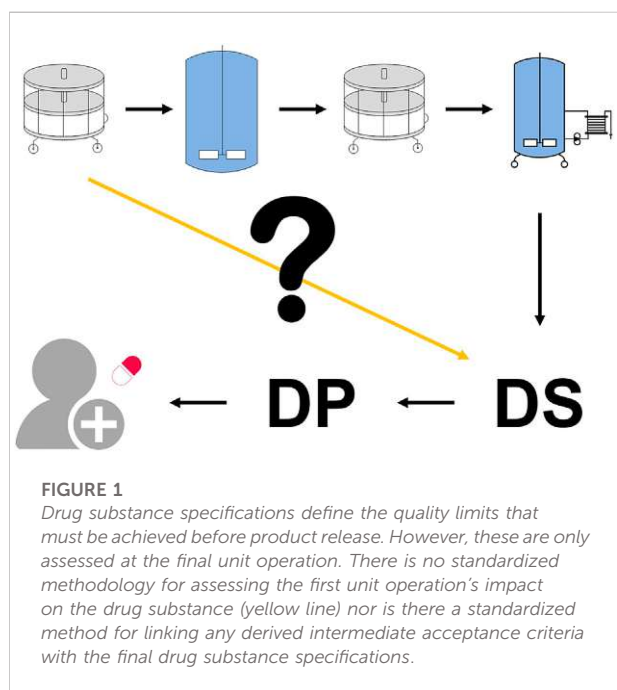 ?
DP
DS
FIGURE 1
Drug substance specifications define the quality limits that
must be achieved before product release. However, these are only
assessed at the final unit operation. There is no standardized
methodology for assessing the first unit operation's impact
on the drug substance (yellow line) nor is there a standardized
method for linking any derived intermediate acceptance criteria
with the final drug substance specifications.